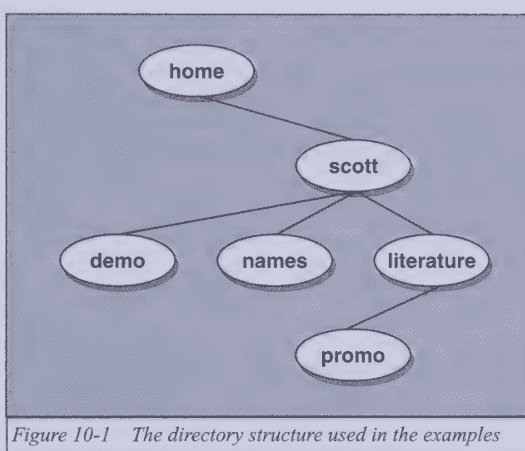 home
scott
demo names literature
promo
Figure 10-1 The directory structure used in the examples